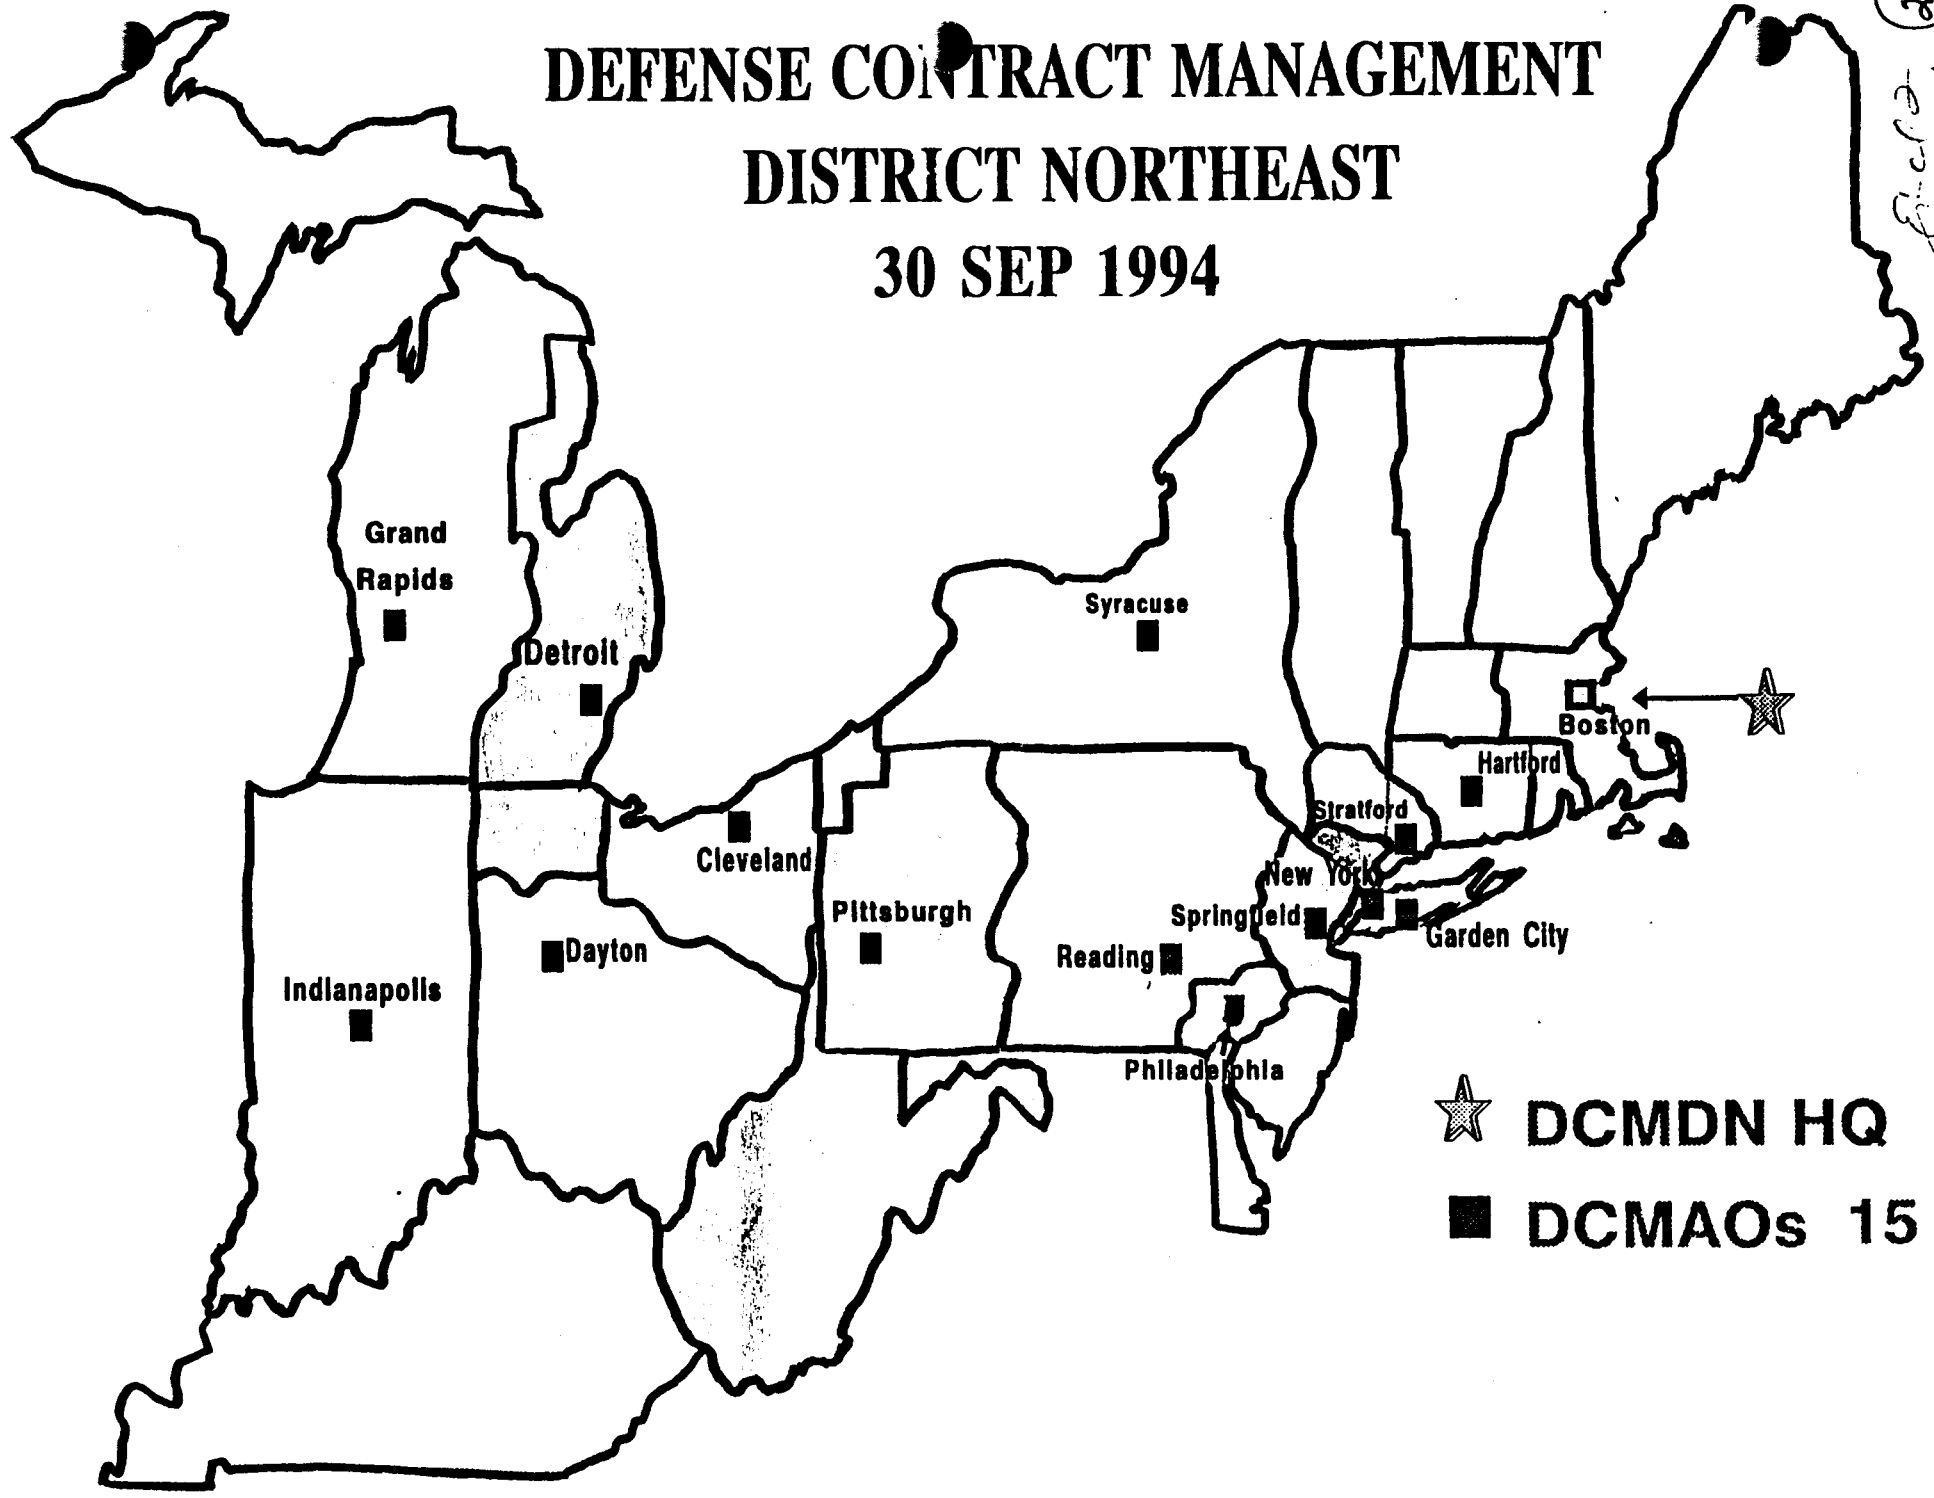 DEFENSE CONTRACT MANAGEMENT
DISTRICT NORTHEAST
30 SEP 1994
Grand
Rapids
Detroit
Syracuse
Boston
Hartford
Stratford
Cleveland
New York
Pittsburgh
Springfield
Garden City
Reading
Dayton
Indianapolis
Philadelphia
DCMDN HQ
DCMAOs 15